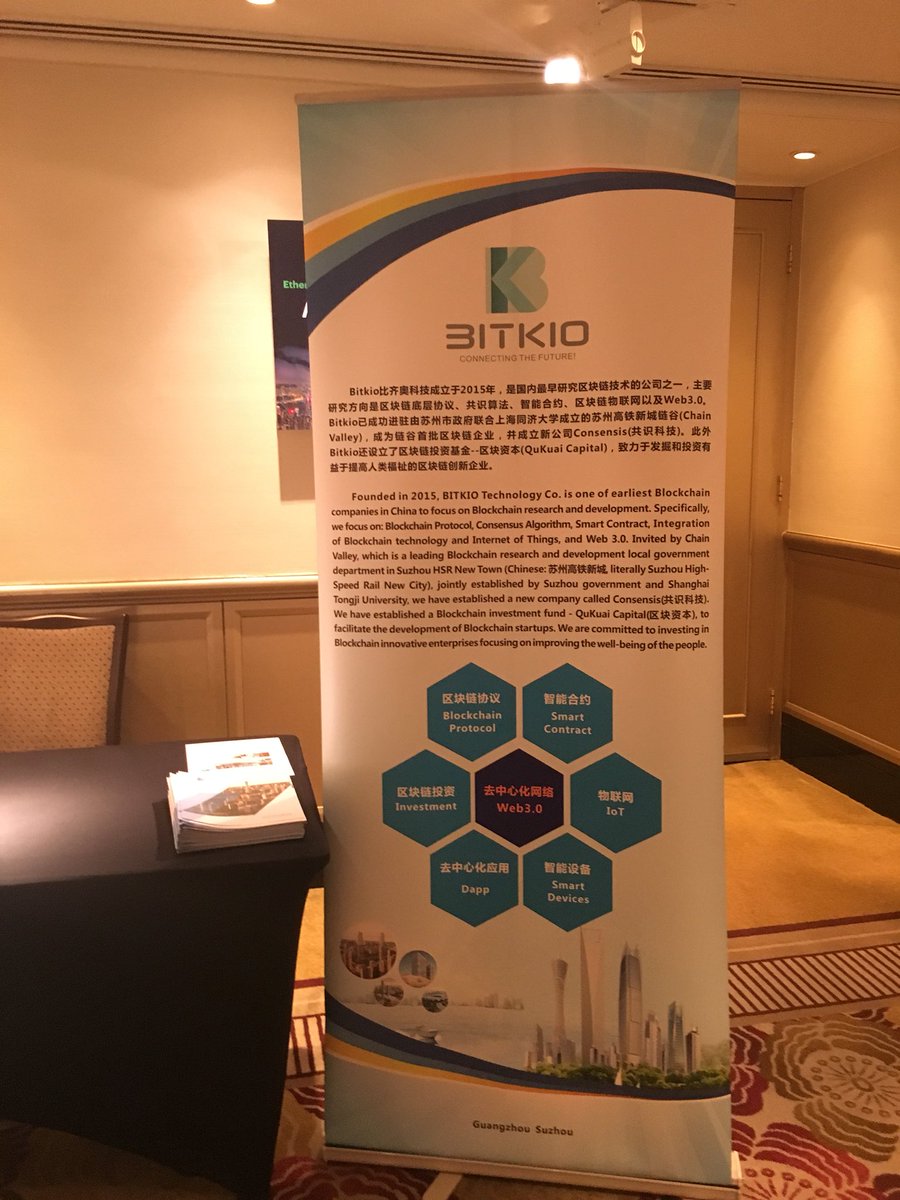 Ether
BITKIO
CONNECTING THE FUTURE!
Bitkio比齐奥科技成立于2015年，是国内最早研究区块链技术的公司之一，主要
研究方向是区块链底层协议、共识算法、智能合约、区块链物联网以及Web3.0。
Bitkio已成功进驻由苏州市政府联合上海同济大学成立的苏州高铁新城链谷(Chain
Valley)，成为链谷首批区块链企业，并成立新公司Consensis(共识科技)。此外
Bitkio还设立了区块链投资基金--区块资本(QuKuai Capital)，致力于发掘和投资有
益于提高人类福祉的区块链创新企业。
Founded in 2015, BITKIO Technology Co. is one of earliest Blockchain
companies in China to focus on Blockchain research and development. Specifically,
we focus on: Blockchain Protocol, Consensus Algorithm, Smart Contract, Integration
of Blockchain technology and Internet of Things, and Web 3.0. Invited by Chain
Valley, which is a leading Blockchain research and development local government
department in Suzhou HSR New Town (Chinese: 苏州高铁新城, literally Suzhou High-
Speed Rail New City), jointly established by Suzhou government and Shanghai
Tongji University, we have established a new company called Consensis(共识科技).
We have established a Blockchain investment fund - QuKuai Capital(区块资本), to
facilitate the development of Blockchain startups. We are committed to investing in
Blockchain innovative enterprises focusing on improving the well-being of the people.
区块链协议
Blockchain
Protocol
智能合约
Smart
Contract
区块链投资
Investment
去中心化网络
Web3.0
物联网
IoT
去中心化应用
Dapp
智能设备
Smart
Devices
Guangzhou Suzhou